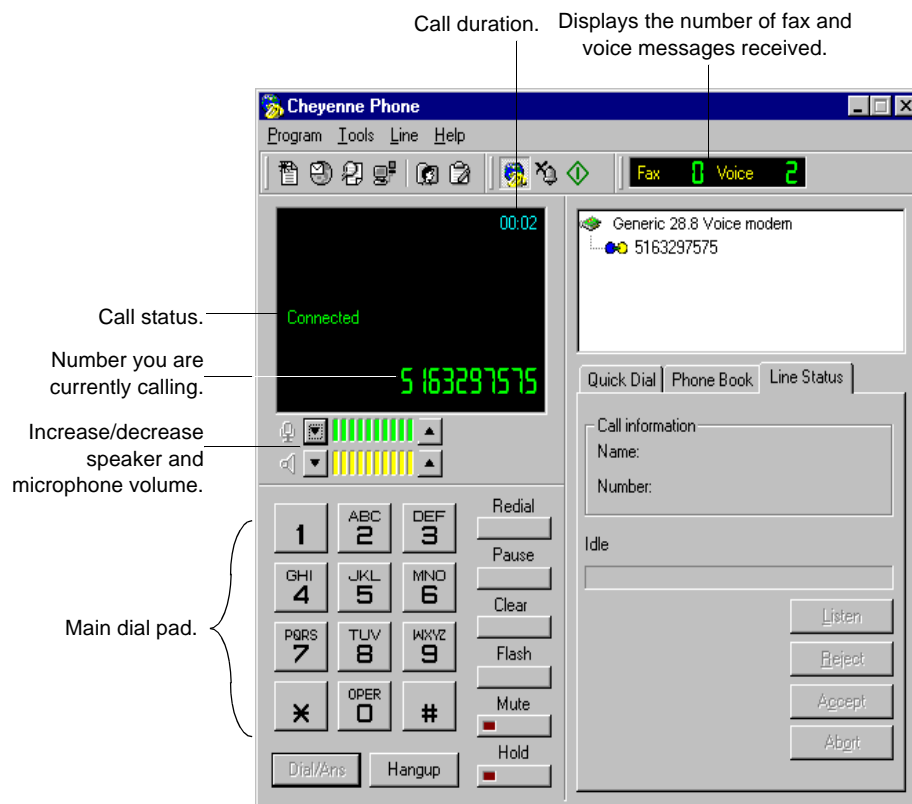 Call duration.
Displays the number of fax and
voice messages received.
Cheyenne Phone
Program Tools Line Help
Fax 0 Voice 2
00:02
Generic 28.8 Voice modem
5163297575
Call status.
Connected
Number you are
currently calling.
5163297575
Quick Dial Phone Book Line Status
Increase/decrease
speaker and
microphone volume.
Call information
Name:
Number:
Idle
Listen
Reject
Accept
Abort
Main dial pad.
1
ABC
2
DEF
3
GHI
4
JKL
5
MNO
6
PQRS
7
TUV
8
WXYZ
9
*
OPER
0
#
Redial
Pause
Clear
Flash
Mute
Hold
Dial/Ans
Hangup